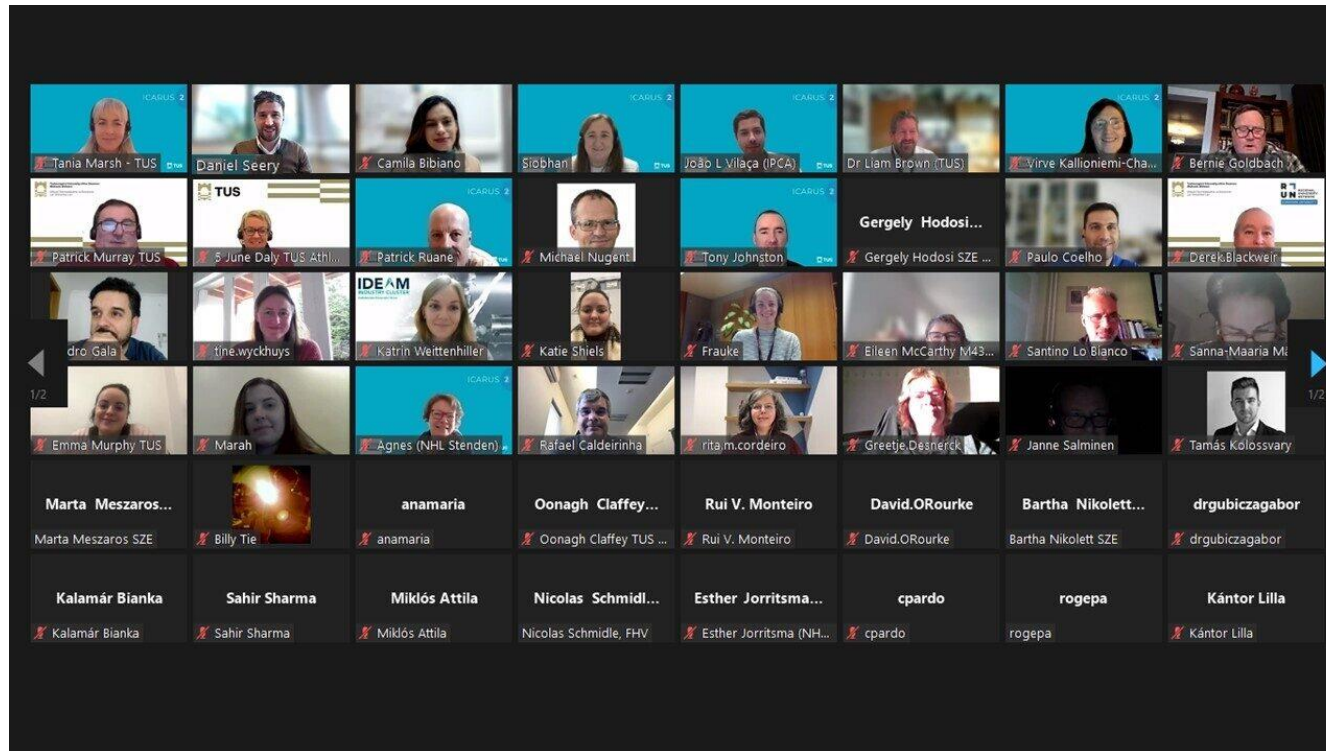 ICARUS 2
Tania Marsh - TUS
TUS
Daniel Seery
Camila Bibiano
ICARUS 2
Siobhan
TUS
ICARUS 2
João L Vilaça (IPCA)
TUS
Dr Liam Brown (TUS)
ICARUS 2
Virve Kallioniemi-Cha...
Bernie Goldbach
Patrick Murray TUS
TUS
June Daly TUS Athl...
ICARUS 2
Patrick Ruane
Michael Nugent
ICARUS 2
Tony Johnston
TUS
Gergely Hodosi...
Gergely Hodosi SZE ...
Paulo Coelho
RUN
Derek.Blackweir
dro Gala
tine.wyckhuys
IDEAM
INDUSTRY CLUSTER
Katrin Weittenhiller
Katie Shiels
Frauke
Eileen McCarthy M43...
Santino Lo Bianco
Sanna-Maaria Mä
1/2
1/2
Emma Murphy TUS
Marah
ICARUS 2
Agnes (NHL Stenden)
Rafael Caldeirinha
rita.m.cordeiro
Greetje.Desnerck
Janne Salminen
Tamás Kolossvary
Marta Meszaros...
Marta Meszaros SZE
Billy Tie
anamaria
anamaria
Oonagh Claffey...
Oonagh Claffey TUS ...
Rui V. Monteiro
Rui V. Monteiro
David.ORourke
David.ORourke
Bartha Nikolett...
Bartha Nikolett SZE
drgubiczagabor
drgubiczagabor
Kalamár Bianka
Kalamár Bianka
Sahir Sharma
Sahir Sharma
Miklós Attila
Miklós Attila
Nicolas Schmidl...
Nicolas Schmidle, FHV
Esther Jorritsma...
Esther Jorritsma (NH...
cpardo
cpardo
rogepa
rogepa
Kántor Lilla
Kántor Lilla